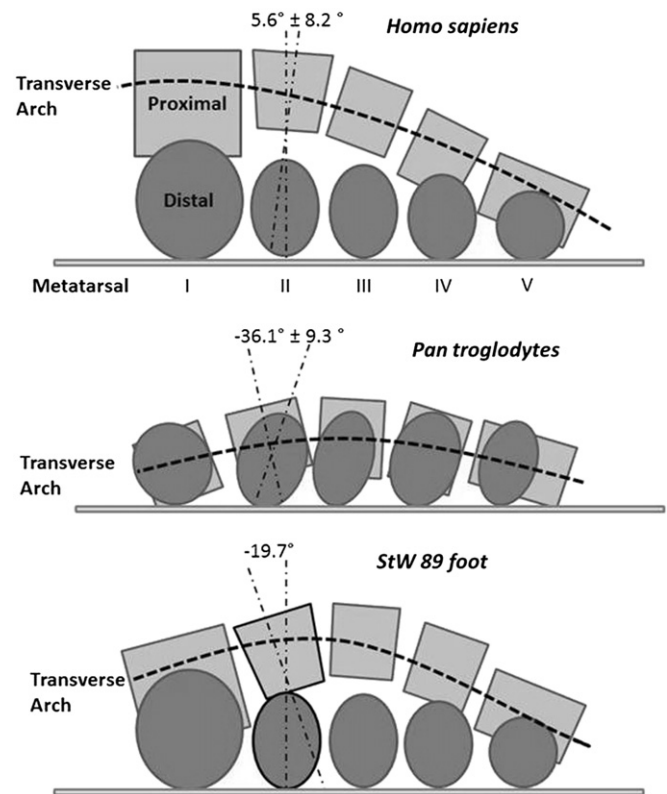 5.6° ± 8.2 °
Homo sapiens
Transverse
Arch
Proximal
Distal
Metatarsal I II III IV V
-36.1° ± 9.3 °
Pan troglodytes
Transverse
Arch
-19.7°
StW 89 foot
Transverse
Arch